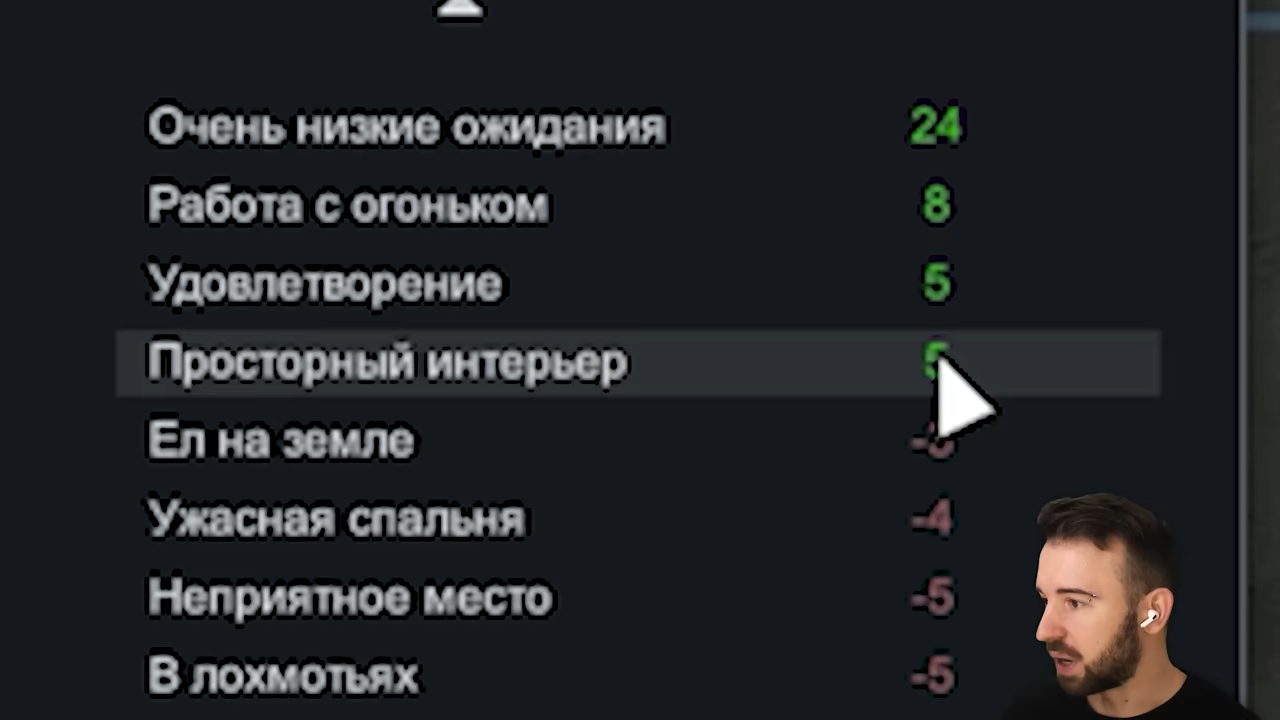 Очень низкие ожидания 24
Работа с огоньком 8
Удовлетворение 5
Просторный интерьер 5
Ел на земле
Ужасная спальня -4
Неприятное место -5
В лохмотьях -5